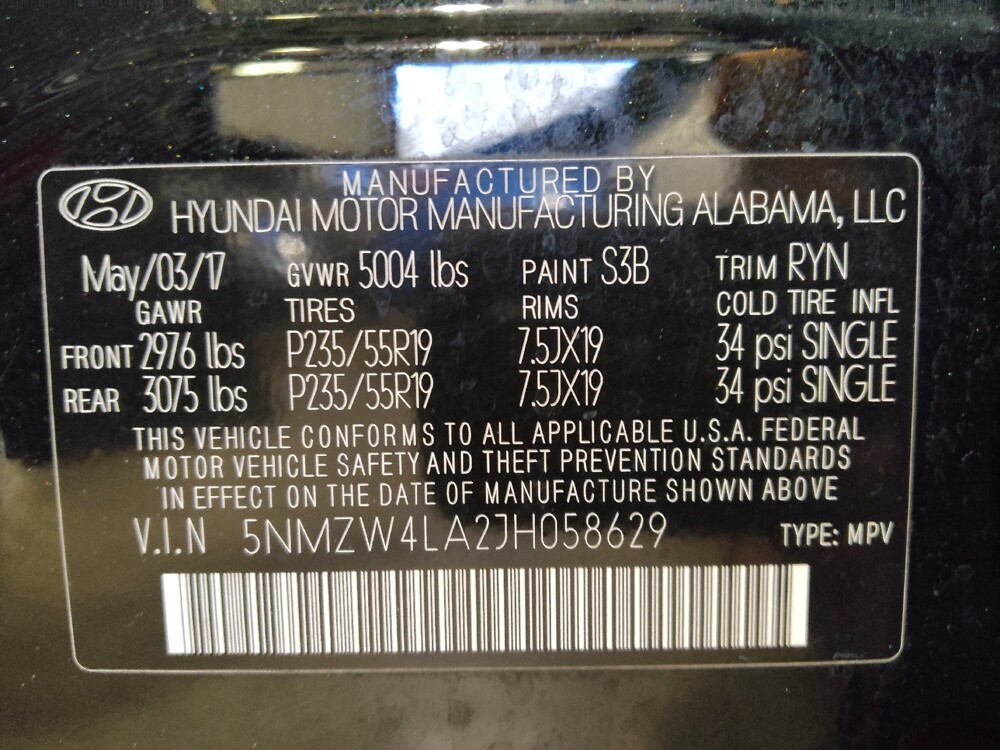 MANUFACTURED BY
HYUNDAI MOTOR MANUFACTURING ALABAMA, LLC
May/03/17 GVWR 5004 lbs PAINT S3B TRIM RYN
GAWR TIRES RIMS COLD TIRE INFL
FRONT 2976 lbs P235/55R19 7.5JX19 34 psi SINGLE
REAR 3075 lbs P235/55R19 7.5JX19 34 psi SINGLE
THIS VEHICLE CONFORMS TO ALL APPLICABLE U.S.A. FEDERAL
MOTOR VEHICLE SAFETY AND THEFT PREVENTION STANDARDS
IN EFFECT ON THE DATE OF MANUFACTURE SHOWN ABOVE
V.I.N 5NMZW4LA2JH058629 TYPE: MPV